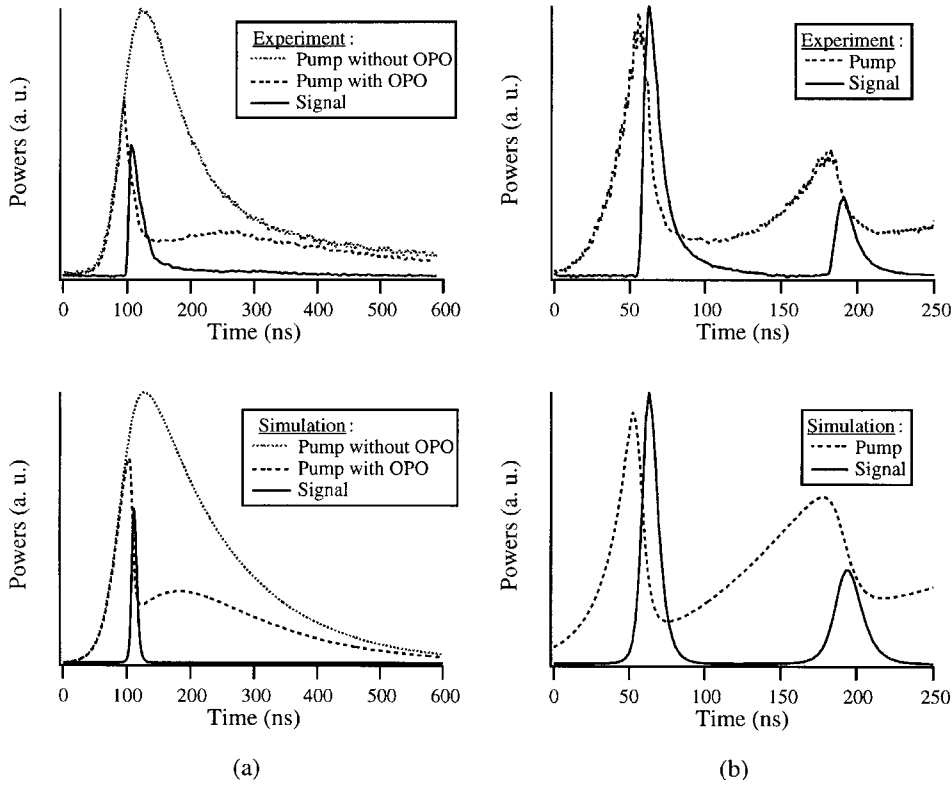 Powers (a. u.)
Experiment :
Pump without OPO
Pump with OPO
Signal
0 100 200 300 400 500 600
Time (ns)
Powers (a. u.)
Experiment :
Pump
Signal
0 50 100 150 200 250
Time (ns)
Powers (a. u.)
Simulation :
Pump without OPO
Pump with OPO
Signal
0 100 200 300 400 500 600
Time (ns)
Powers (a. u.)
Simulation :
Pump
Signal
0 50 100 150 200 250
Time (ns)
(a)
(b)